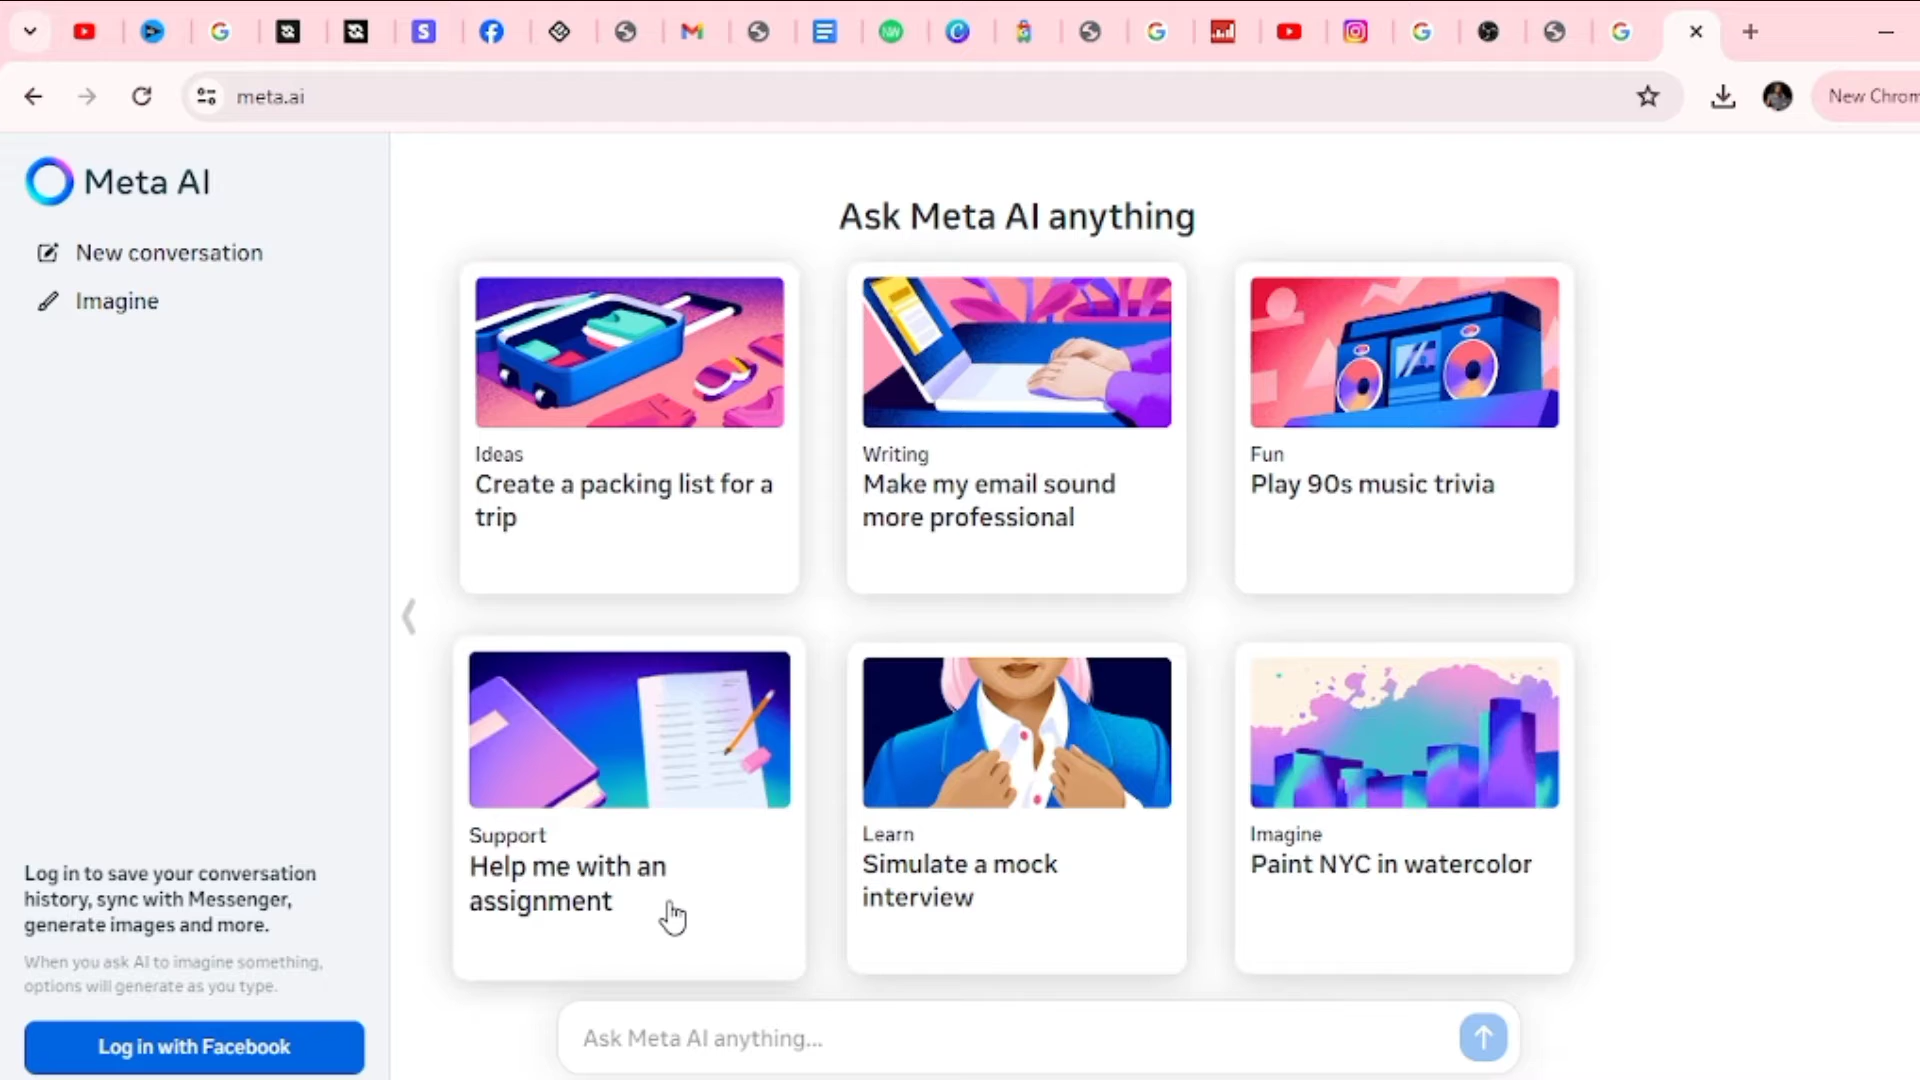 meta.ai
New Chrom
Meta AI
New conversation
Imagine
Ask Meta AI anything
Ideas
Create a packing list for a
trip
Writing
Make my email sound
more professional
Fun
Play 90s music trivia
Support
Help me with an
assignment
Learn
Simulate a mock
interview
Imagine
Paint NYC in watercolor
Log in to save your conversation
history, sync with Messenger,
generate images and more.
When you ask AI to imagine something,
options will generate as you type.
Log in with Facebook
Ask Meta AI anything...